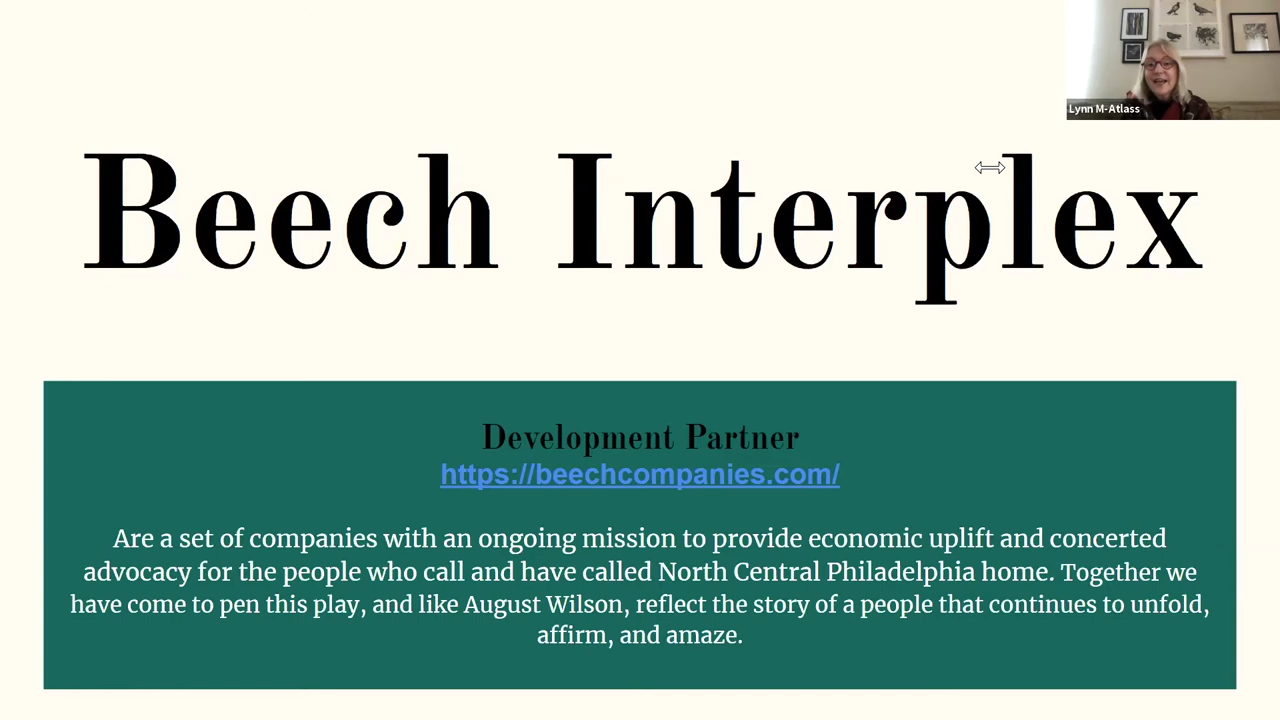 Lynn M-Atlass
Beech Interplex
Development Partner
https://beechcompanies.com/
Are a set of companies with an ongoing mission to provide economic uplift and concerted
advocacy for the people who call and have called North Central Philadelphia home. Together we
have come to pen this play, and like August Wilson, reflect the story of a people that continues to unfold,
affirm, and amaze.